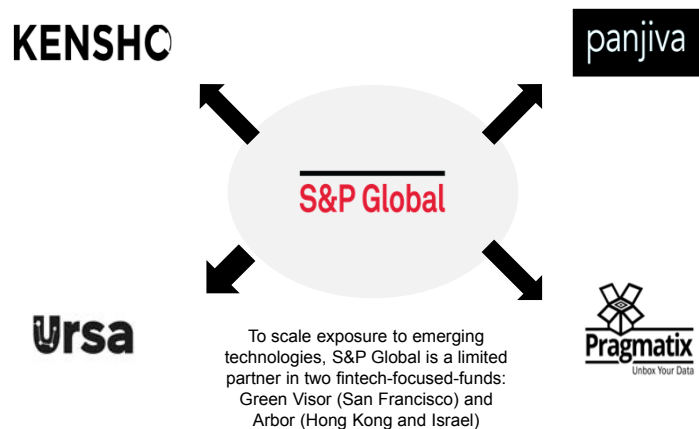 KENSHO
panjiva
S&P Global
Ursa
Pragmatix
Unbox Your Data
To scale exposure to emerging
technologies, S&P Global is a limited
partner in two fintech-focused-funds:
Green Visor (San Francisco) and
Arbor (Hong Kong and Israel)